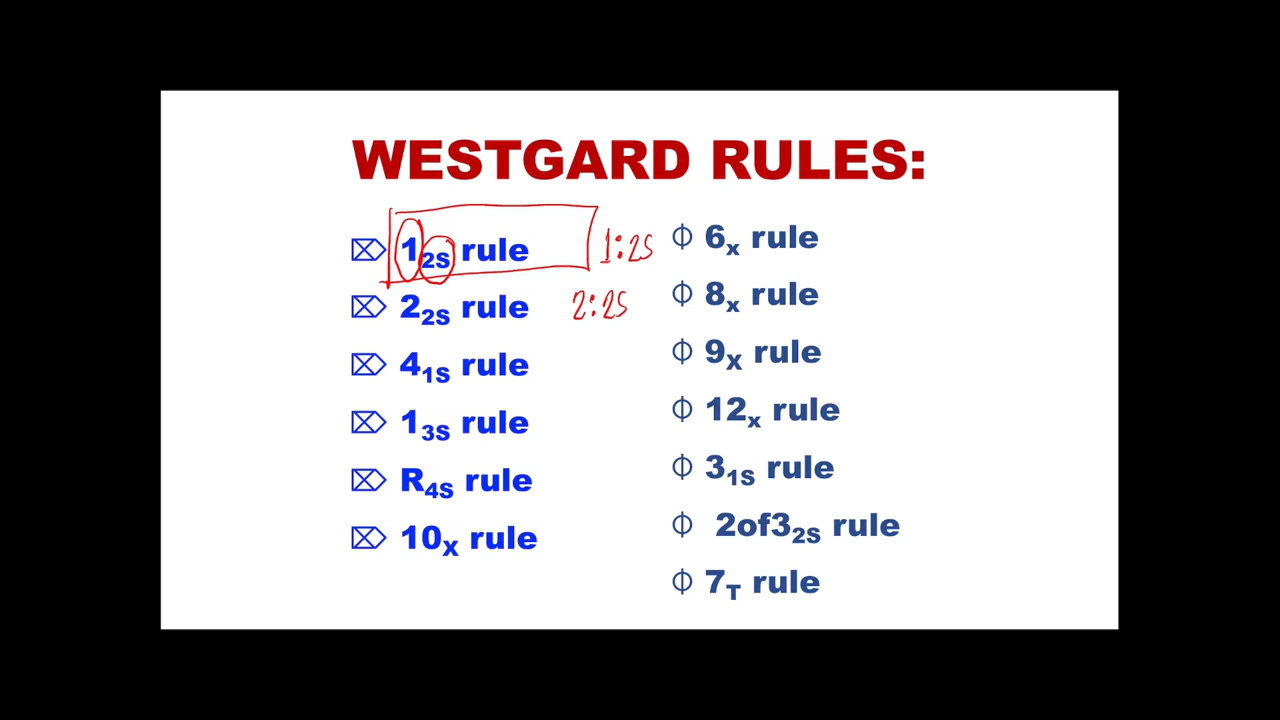 WESTGARD RULES:
1₂S rule 1:2S
2₂S rule 2:2S
4₁S rule
1₃S rule
R₄S rule
10X rule
6x rule
8x rule
9X rule
12x rule
3₁S rule
2of3₂S rule
7T rule